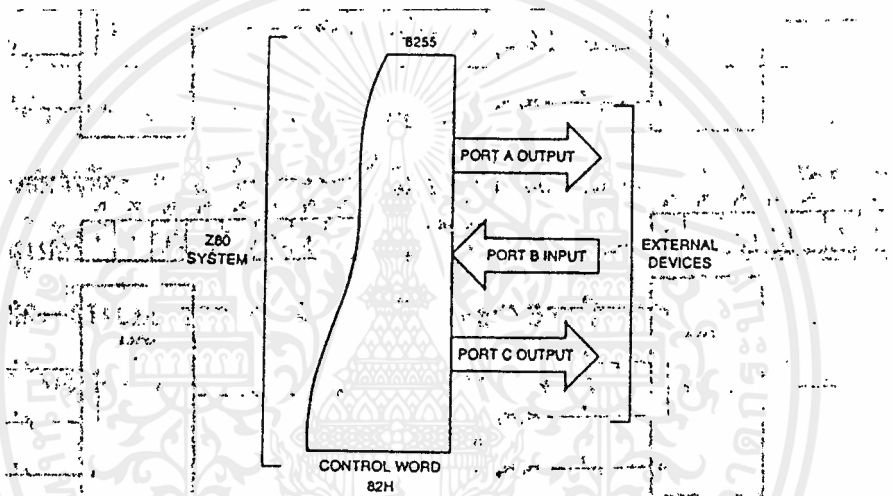 8255
PORT A OUTPUT
Z80
SYSTEM
PORT B INPUT
EXTERNAL
DEVICES
PORT C OUTPUT
CONTROL WORD
82H